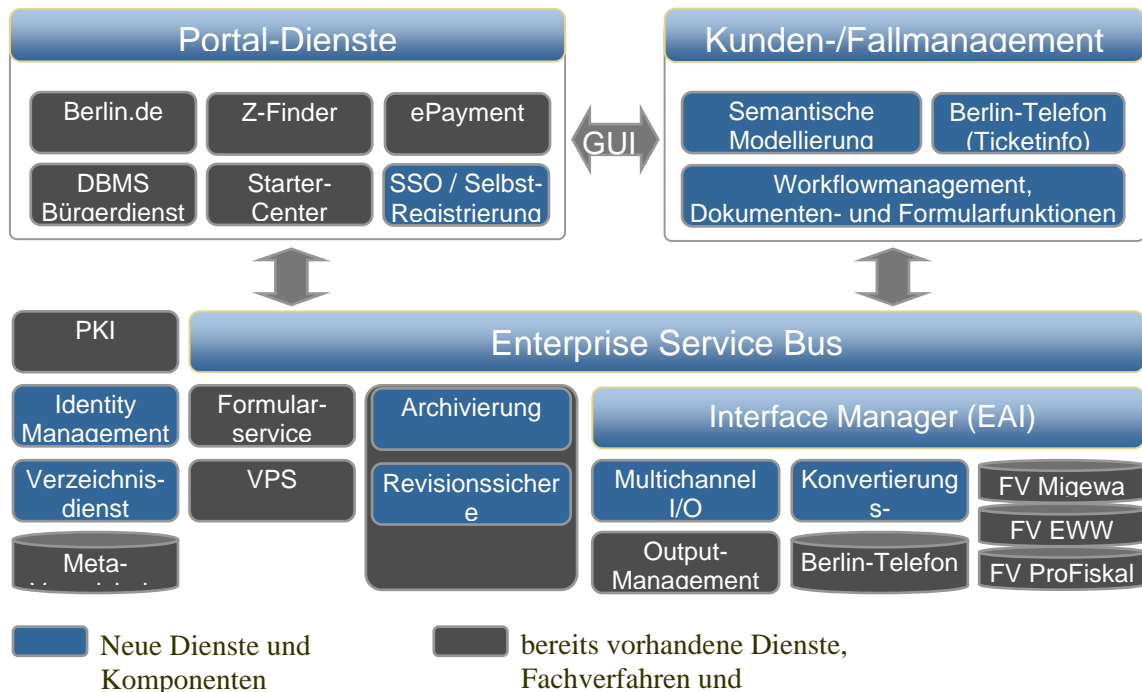 Portal-Dienste
Kunden-/Fallmanagement
Berlin.de
Z-Finder
ePayment
DBMS
Bürgerdienst
Starter-
Center
SSO / Selbst-
Registrierung
GUI
Semantische
Modellierung
Berlin-Telefon
(Ticketinfo)
Workflowmanagement,
Dokumenten- und Formularfunktionen
PKI
Enterprise Service Bus
Identity
Management
Formular-
service
Archivierung
Interface Manager (EAI)
Verzeichnis-
dienst
VPS
Revisionssicher
e
Multichannel
I/O
Konvertierung
s-
FV Migewa
FV EWW
FV ProFiskal
Meta-
Output-
Management
Berlin-Telefon
Neue Dienste und
Komponenten
bereits vorhandene Dienste,
Fachverfahren und